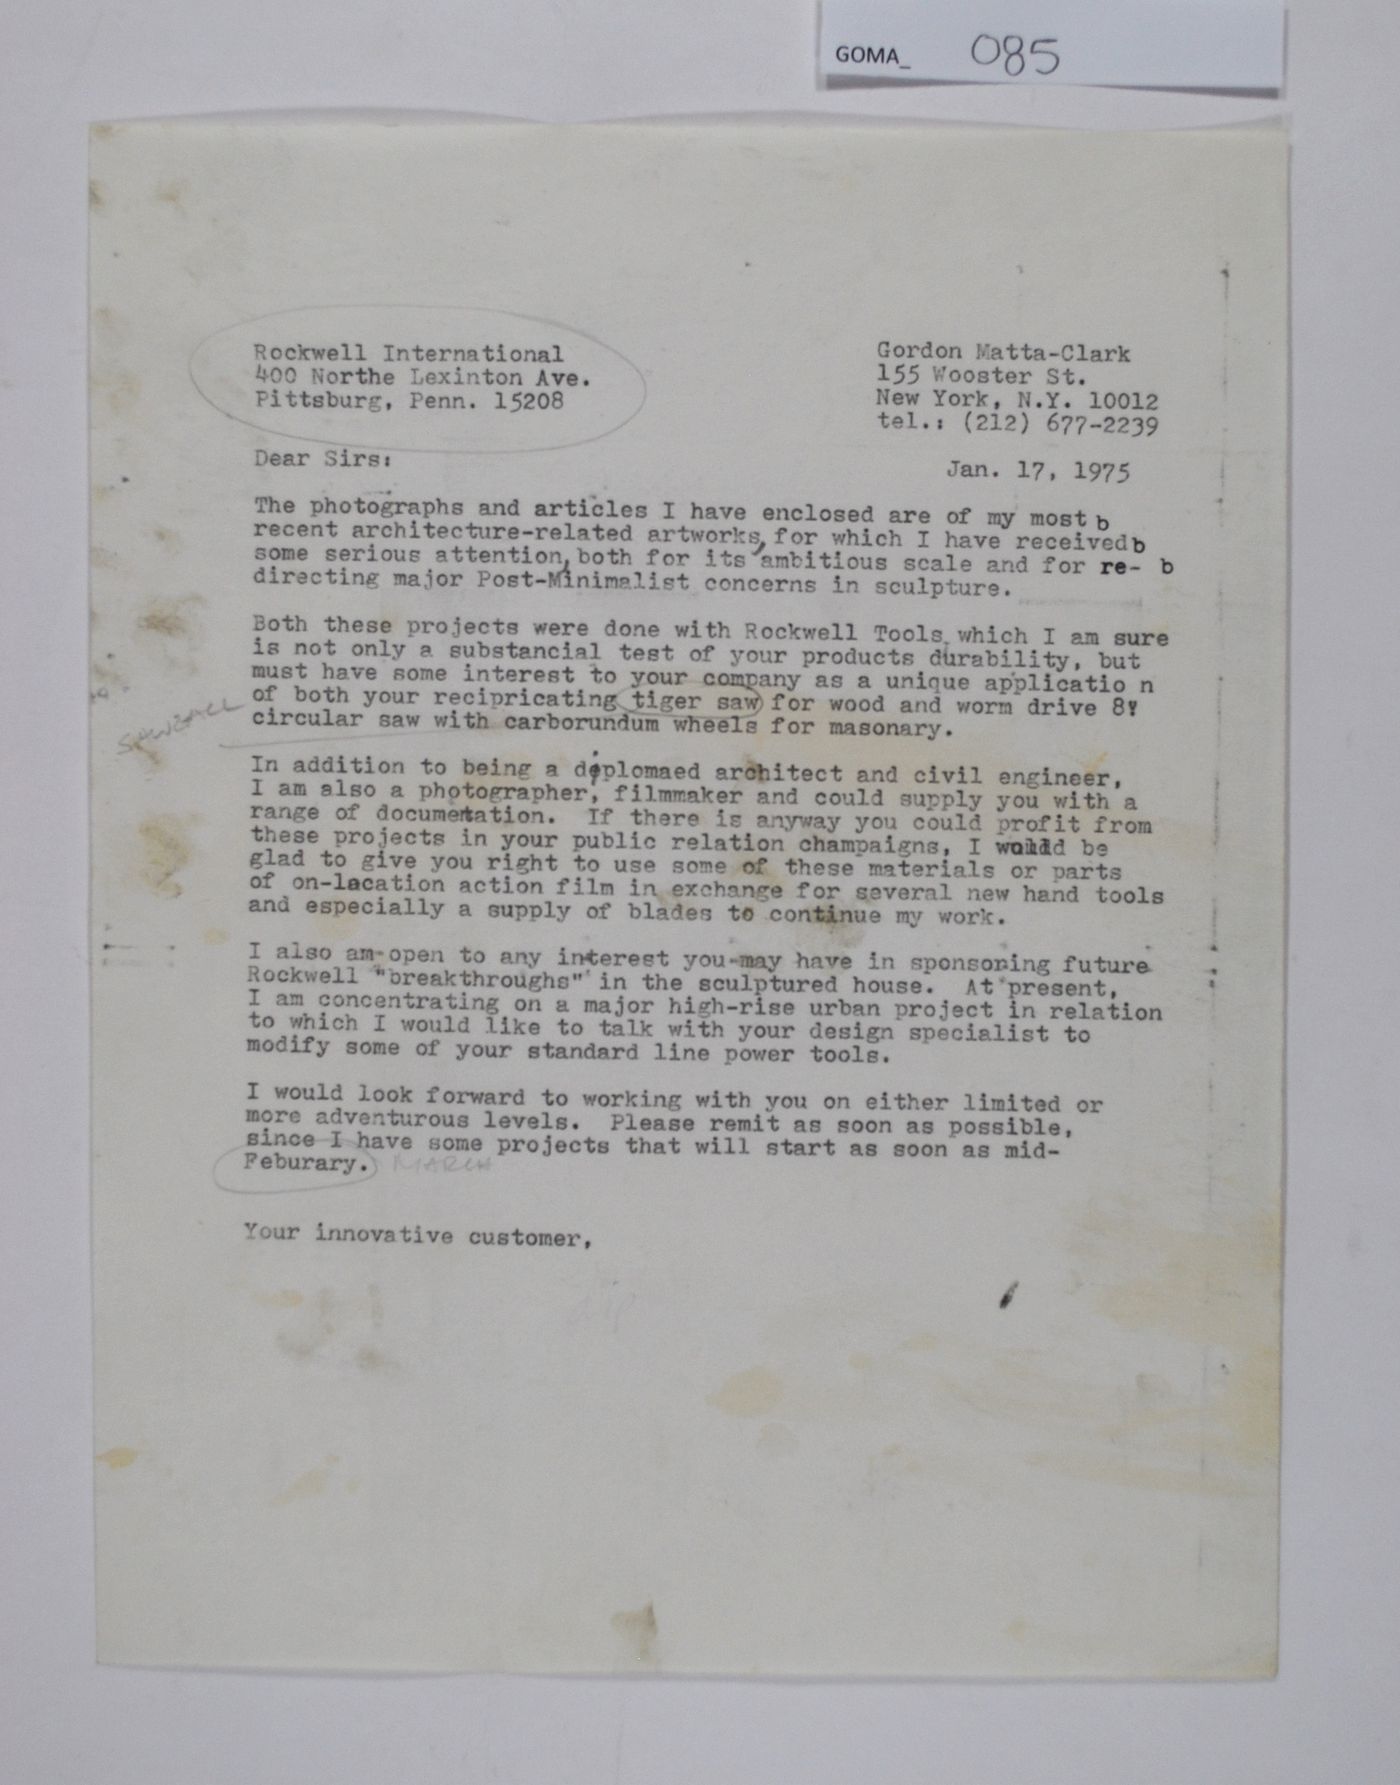 GOMA_ 085
Rockwell International
400 Northe Lexinton Ave.
Pittsburg, Penn. 15208
Gordon Matta-Clark
155 Wooster St.
New York, N.Y. 10012
tel.: (212) 677-2239
Dear Sirs:
Jan. 17, 1975
The photographs and articles I have enclosed are of my most b
recent architecture-related artworks, for which I have received b
some serious attention, both for its ambitious scale and for re- b
directing major Post-Minimalist concerns in sculpture.
Both these projects were done with Rockwell Tools which I am sure
is not only a substancial test of your products durability, but
must have some interest to your company as a unique applicatio n
of both your recipricating tiger saw for wood and worm drive 8"
SAWZALL
circular saw with carborundum wheels for masonary.
In addition to being a diplomaed architect and civil engineer,
I am also a photographer, filmmaker and could supply you with a
range of documentation. If there is anyway you could profit from
these projects in your public relation champaigns, I would be
glad to give you right to use some of these materials or parts
of on-location action film in exchange for several new hand tools
and especially a supply of blades to continue my work.
I also am open to any interest you may have in sponsoring future
Rockwell "breakthroughs" in the sculptured house. At present,
I am concentrating on a major high-rise urban project in relation
to which I would like to talk with your design specialist to
modify some of your standard line power tools.
I would look forward to working with you on either limited or
more adventurous levels. Please remit as soon as possible,
since I have some projects that will start as soon as mid-
Feburary. MARCH
Your innovative customer,